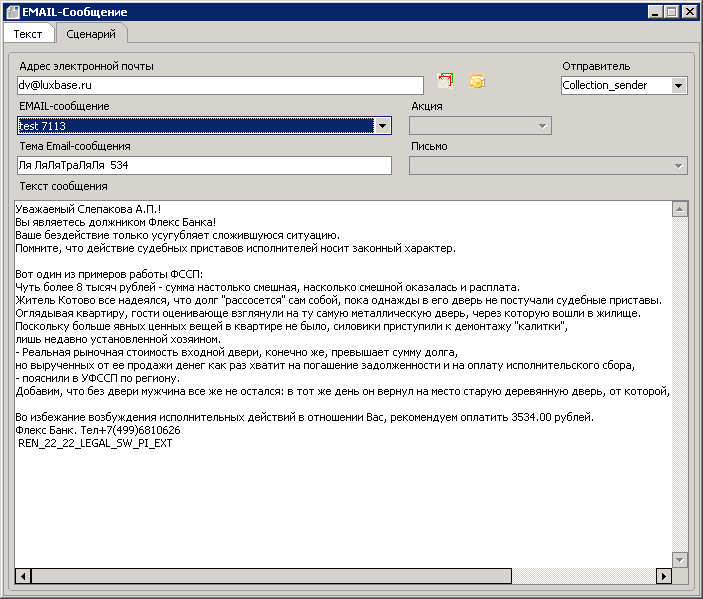 EMAIL-Сообщение
Текст
Сценарий
Адрес электронной почты
Отправитель
dv@luxbase.ru
Collection_sender
EMAIL-сообщение
Акция
test 7113
Тема Email-сообщения
Письмо
Ля ЛяЛяТраЛяЛя 534
Текст сообщения
Уважаемый Слепакова А.П.!
Вы являетесь должником Флекс Банка!
Ваше бездействие только усугубляет сложившуюся ситуацию.
Помните, что действие судебных приставов исполнителей носит законный характер.
Вот один из примеров работы ФССП:
Чуть более 8 тысяч рублей - сумма настолько смешная, насколько смешной оказалась и расплата.
Житель Котово все надеялся, что долг "рассосется" сам собой, пока однажды в его дверь не постучали судебные приставы.
Оглядывая квартиру, гости оценивающе взглянули на ту самую металлическую дверь, через которую вошли в жилище.
Поскольку больше явных ценных вещей в квартире не было, силовики приступили к демонтажу "калитки",
лишь недавно установленной хозяином.
- Реальная рыночная стоимость входной двери, конечно же, превышает сумму долга,
но вырученных от ее продажи денег как раз хватит на погашение задолженности и на оплату исполнительского сбора,
- пояснили в УФССП по региону.
Добавим, что без двери мужчина все же не остался: в тот же день он вернул на место старую деревянную дверь, от которой,
Во избежание возбуждения исполнительных действий в отношении Вас, рекомендуем оплатить 3534.00 рублей.
Флекс Банк. Тел+7(499)6810626
REN_22_22_LEGAL_SW_PI_EXT